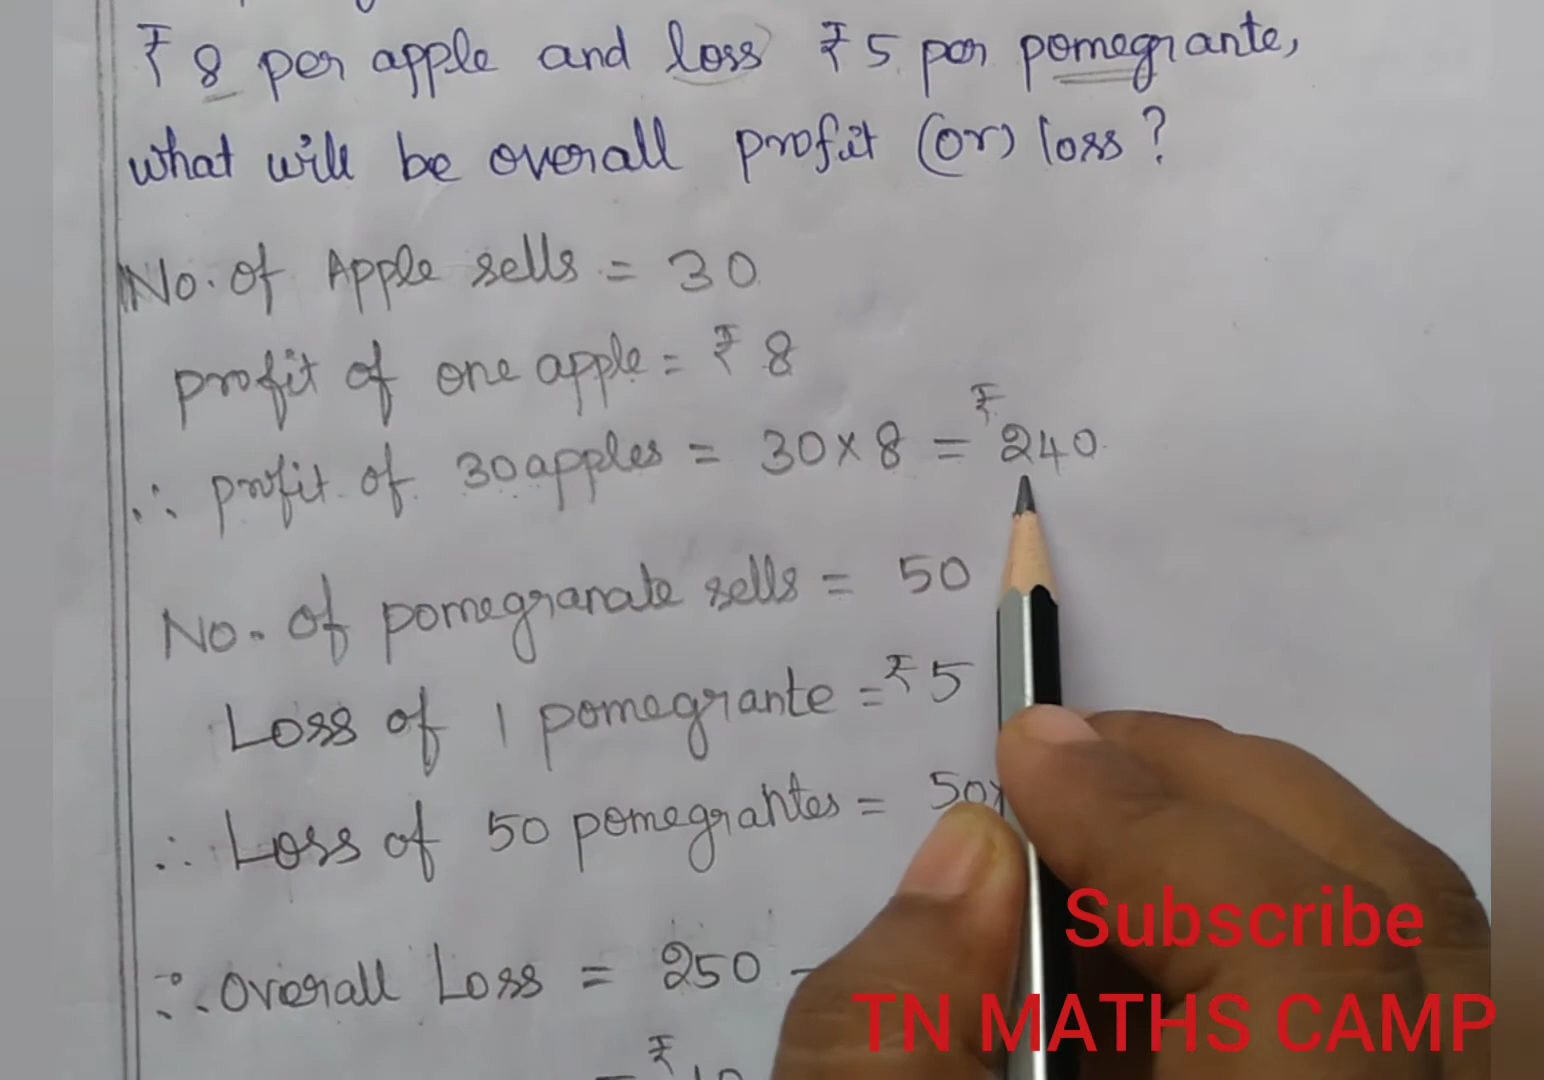 ₹ 8 per apple and loss ₹ 5 per pomegrante,
what will be overall profit (or) loss?
No. of Apple sells = 30
profit of one apple = ₹ 8
∴ profit of 30 apples = 30 × 8 = ₹ 240
No. of pomegranate sells = 50
Loss of 1 pomegrante = ₹ 5
∴ Loss of 50 pomegrantes = 50×
∴ Overall Loss = 250 -
= ₹ 10
Subscribe
TN MATHS CAMP